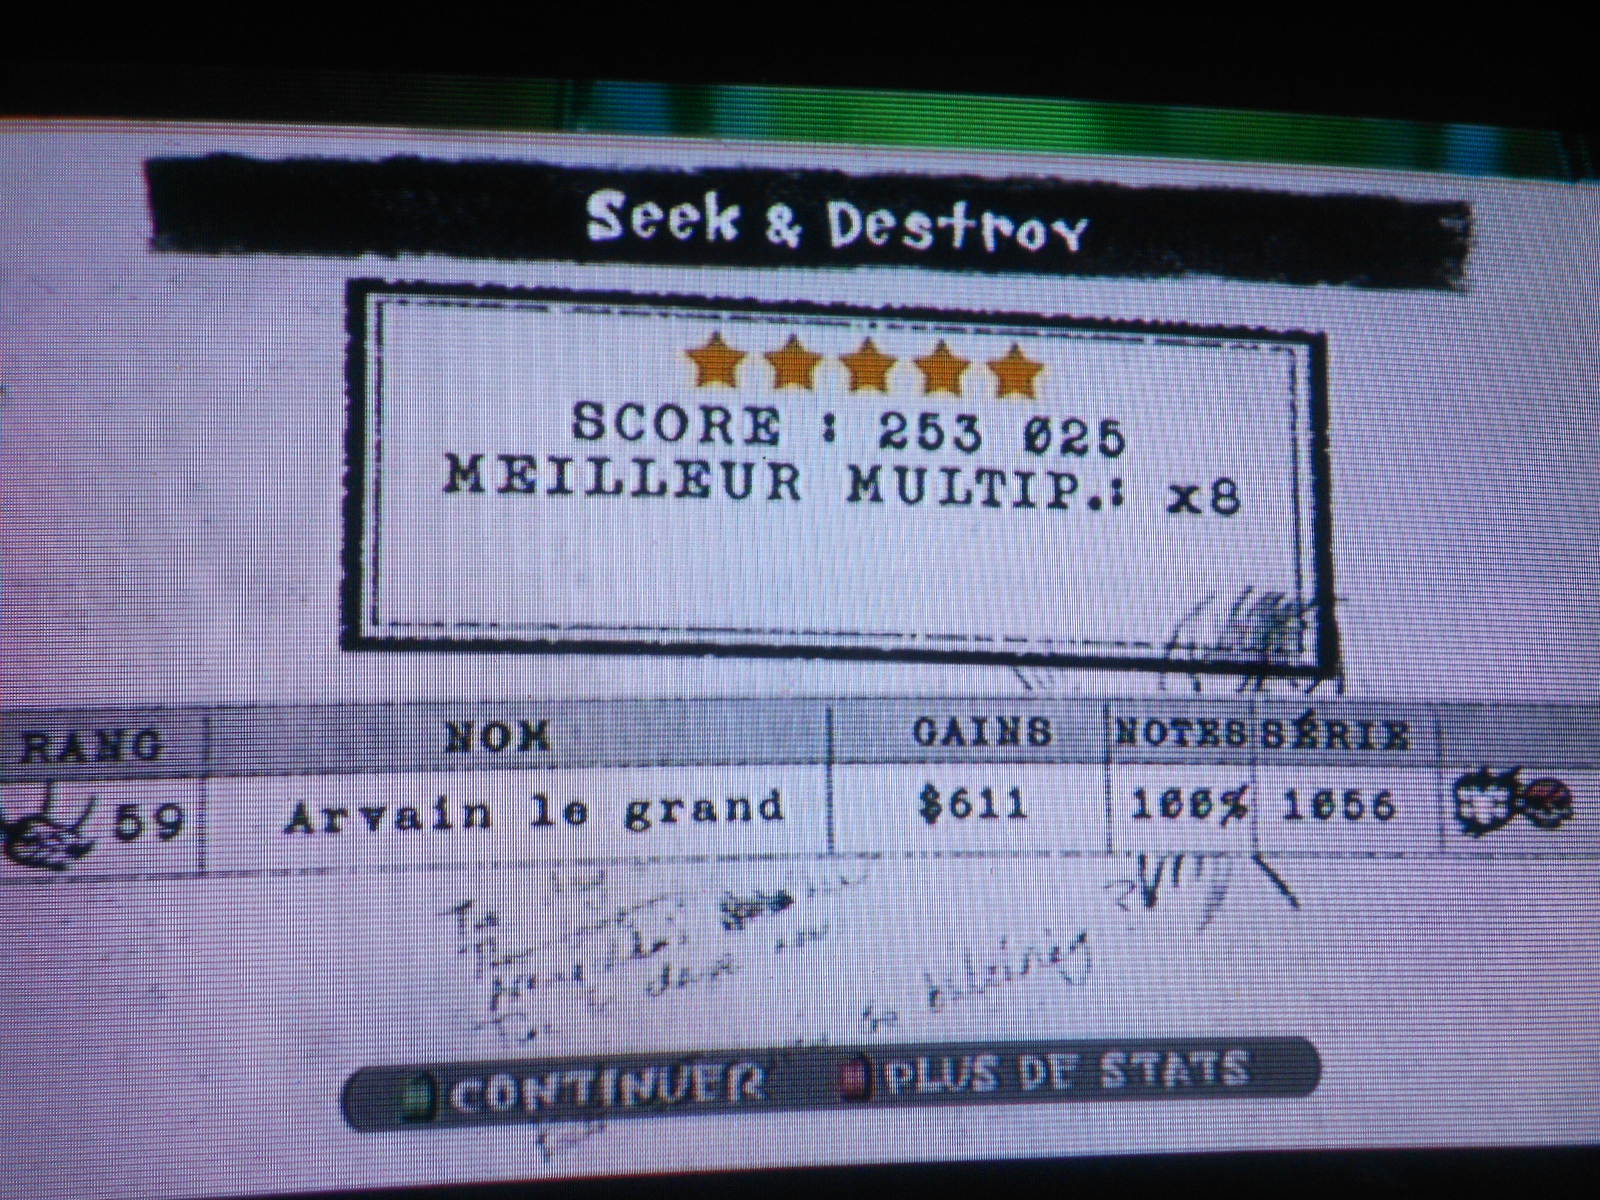 Seek & Destroy
SCORE : 253 025
MEILLEUR MULTIP.: x8
RANG NOM GAINS NOTES SÉRIE
59 Arvain le grand $611 100% 1056
CONTINUER PLUS DE STATS